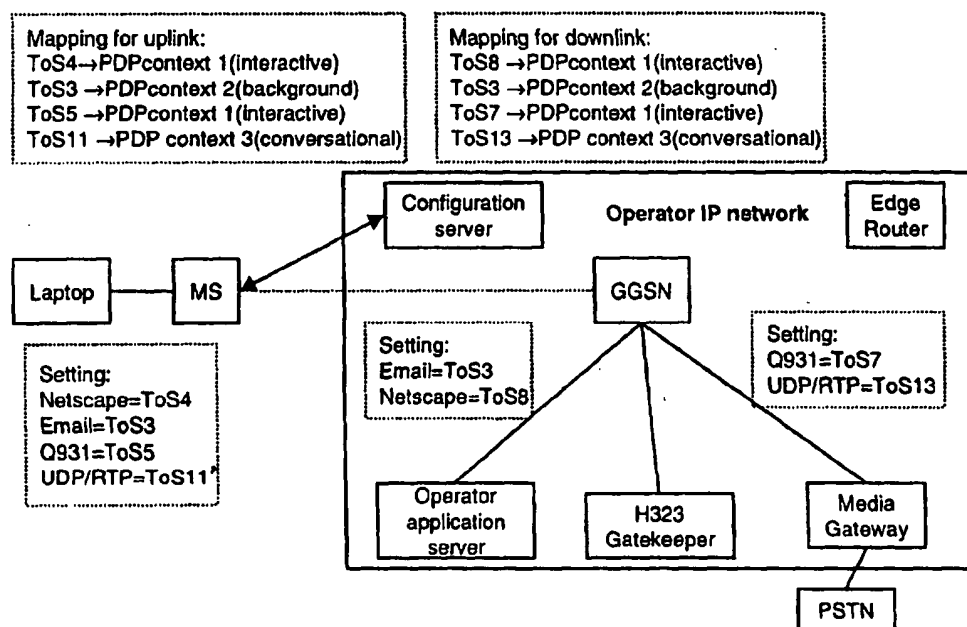 Mapping for uplink:
ToS4→PDPcontext 1(interactive)
ToS3→PDPcontext 2(background)
ToS5→PDPcontext 1(interactive)
ToS11→PDP context 3(conversational)
Mapping for downlink:
ToS8→PDPcontext 1(interactive)
ToS3→PDPcontext 2(background)
ToS7→PDPcontext 1(interactive)
ToS13→PDP context 3(conversational)
Configuration
server
Operator IP network
Edge
Router
Laptop
MS
GGSN
Setting:
Netscape=ToS4
Email=ToS3
Q931=ToS5
UDP/RTP=ToS11
Setting:
Email=ToS3
Netscape=ToS8
Setting:
Q931=ToS7
UDP/RTP=ToS13
Operator
application
server
H323
Gatekeeper
Media
Gateway
PSTN